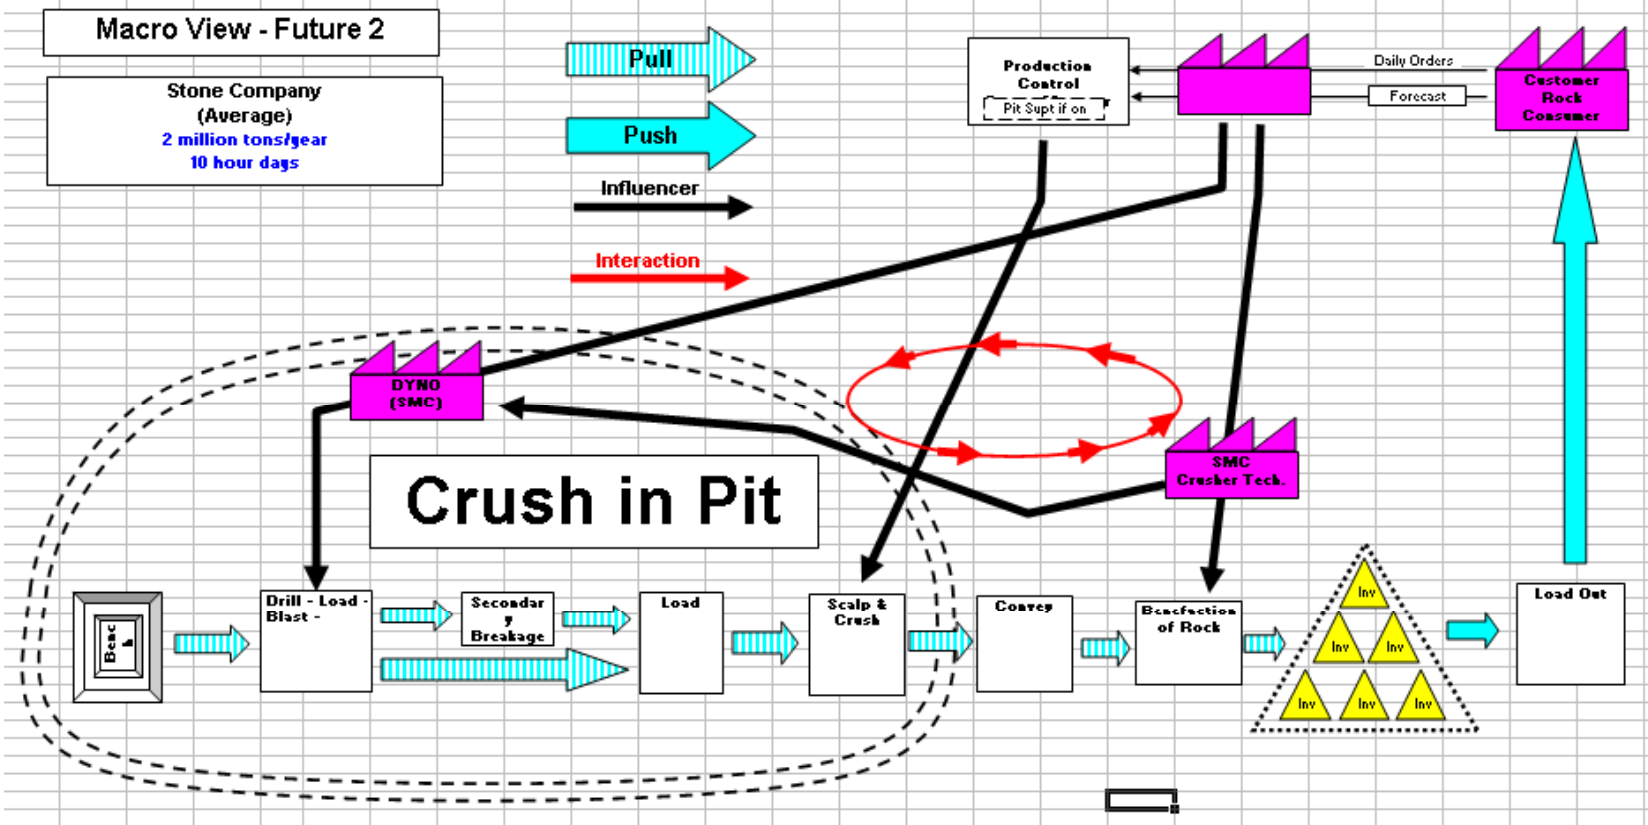 Macro View - Future 2
Stone Company
(Average)
2 million tons/year
10 hour days
Pull
Push
Influencer
Interaction
Production
Control
Pit Supt if on
Daily Orders
Forecast
Customer
Rock
Consumer
DYNO
(SMC)
Crush in Pit
SMC
Crusher Tech.
Benc
h
Drill - Load -
Blast -
Secondar
y
Breakage
Load
Scalp &
Crush
Convey
Benefaction
of Rock
Inv
Inv
Inv
Inv
Inv
Inv
Load Out